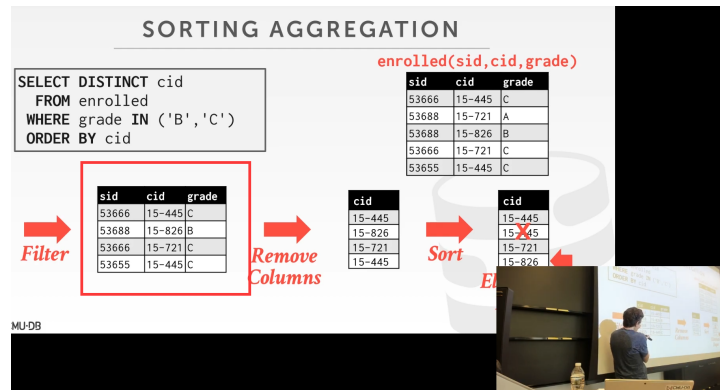 SORTING AGGREGATION
enrolled(sid,cid,grade)
SELECT DISTINCT cid
FROM enrolled
WHERE grade IN ('B','C')
ORDER BY cid
sid cid grade
53666 15-445 C
53688 15-721 A
53688 15-826 B
53666 15-721 C
53655 15-445 C
Filter
sid cid grade
53666 15-445 C
53688 15-826 B
53666 15-721 C
53655 15-445 C
Remove
Columns
cid
15-445
15-826
15-721
15-445
Sort
cid
15-445
15-445
15-721
15-826
MU·DB